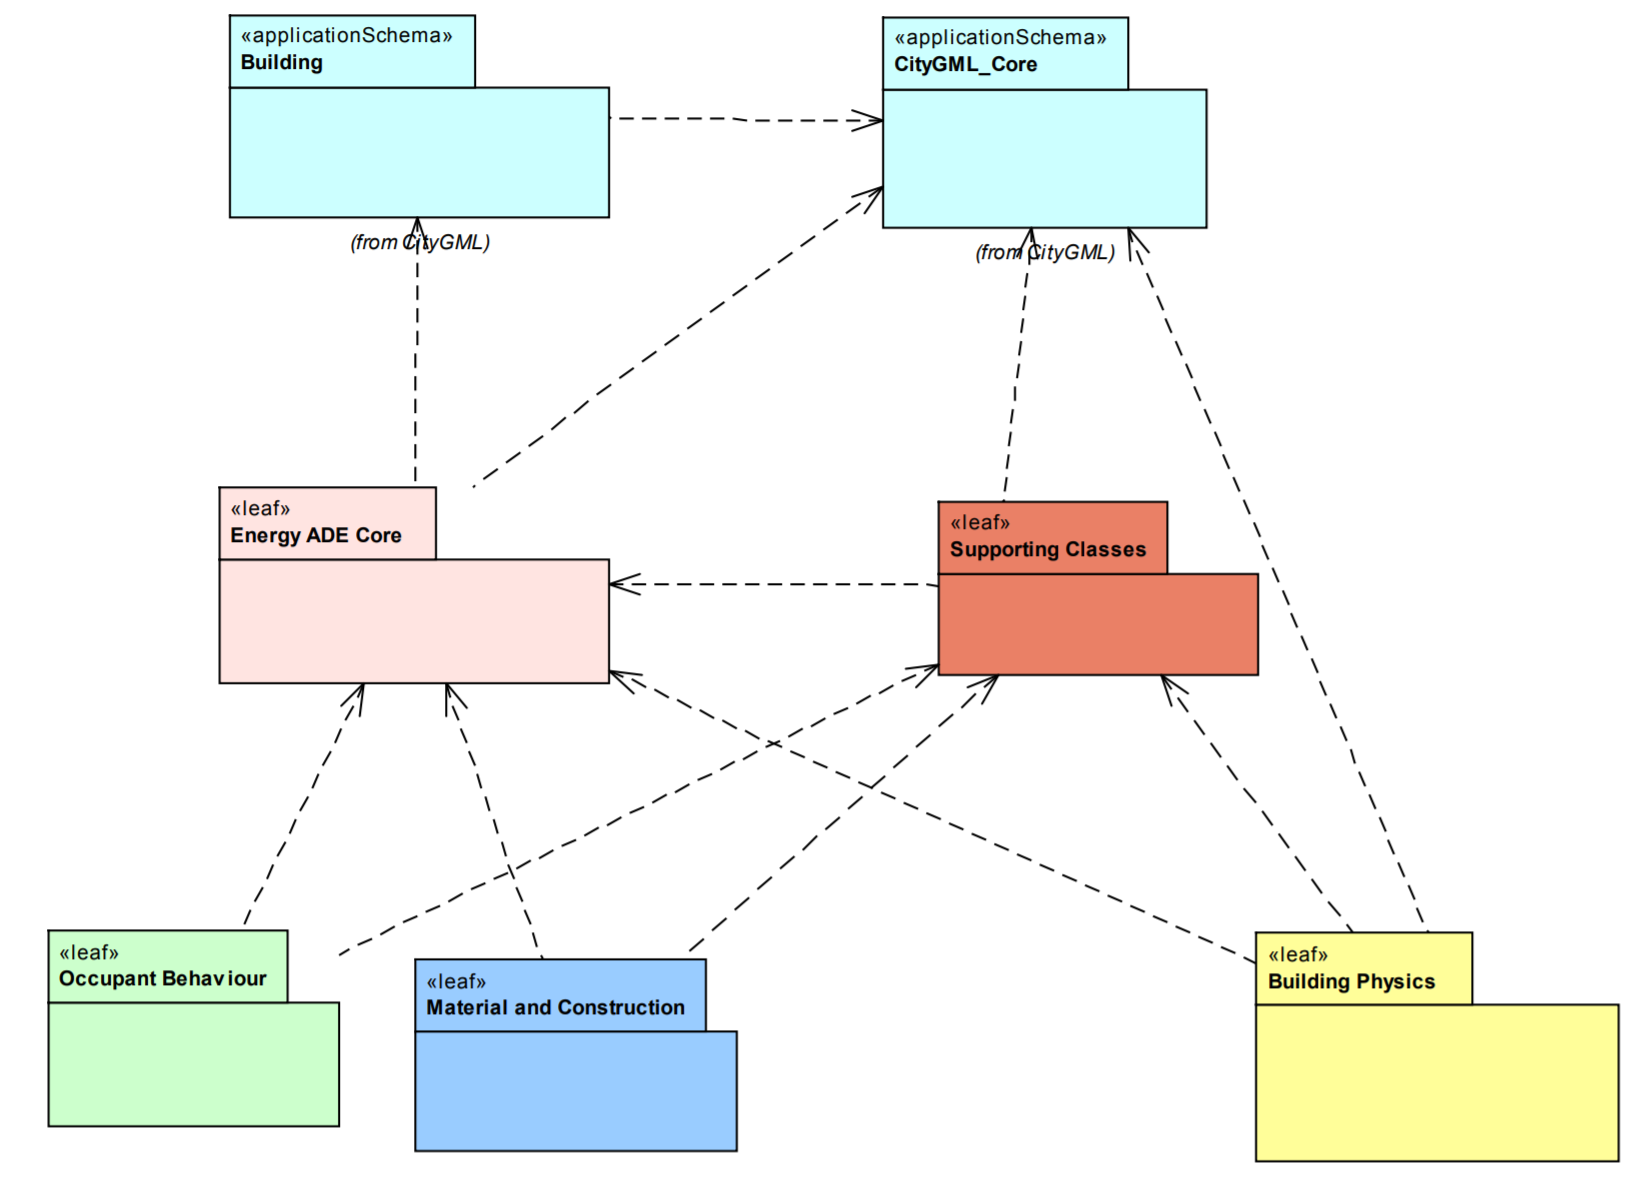 «applicationSchema»
Building
«applicationSchema»
CityGML_Core
(from CityGML)
(from CityGML)
«leaf»
Energy ADE Core
«leaf»
Supporting Classes
«leaf»
Occupant Behaviour
«leaf»
Material and Construction
«leaf»
Building Physics